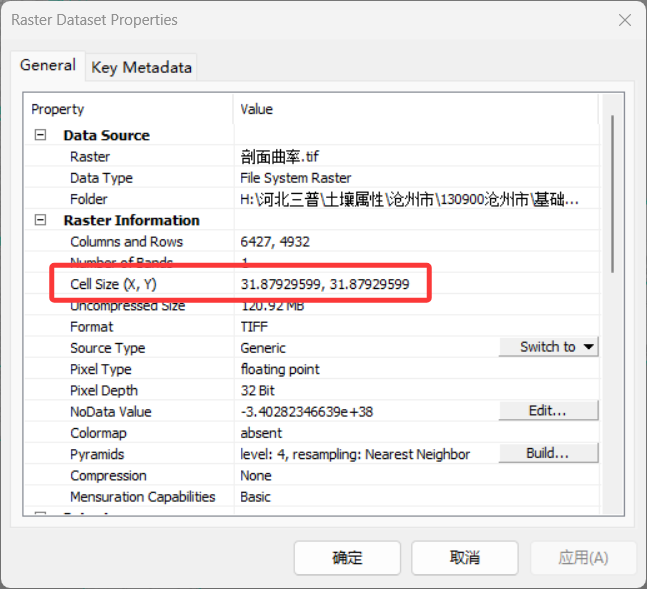 Raster Dataset Properties
General Key Metadata
Property Value
Data Source
Raster 剖面曲率.tif
Data Type File System Raster
Folder H:\河北三普\土壤属性\沧州市\130900沧州市\基础...
Raster Information
Columns and Rows 6427, 4932
Number of Bands 1
Cell Size (X, Y) 31.87929599, 31.87929599
Uncompressed Size 120.92 MB
Format TIFF
Source Type Generic Switch to
Pixel Type floating point
Pixel Depth 32 Bit
NoData Value -3.40282346639e+38 Edit...
Colormap absent
Pyramids level: 4, resampling: Nearest Neighbor Build...
Compression None
Mensuration Capabilities Basic
确定 取消 应用(A)